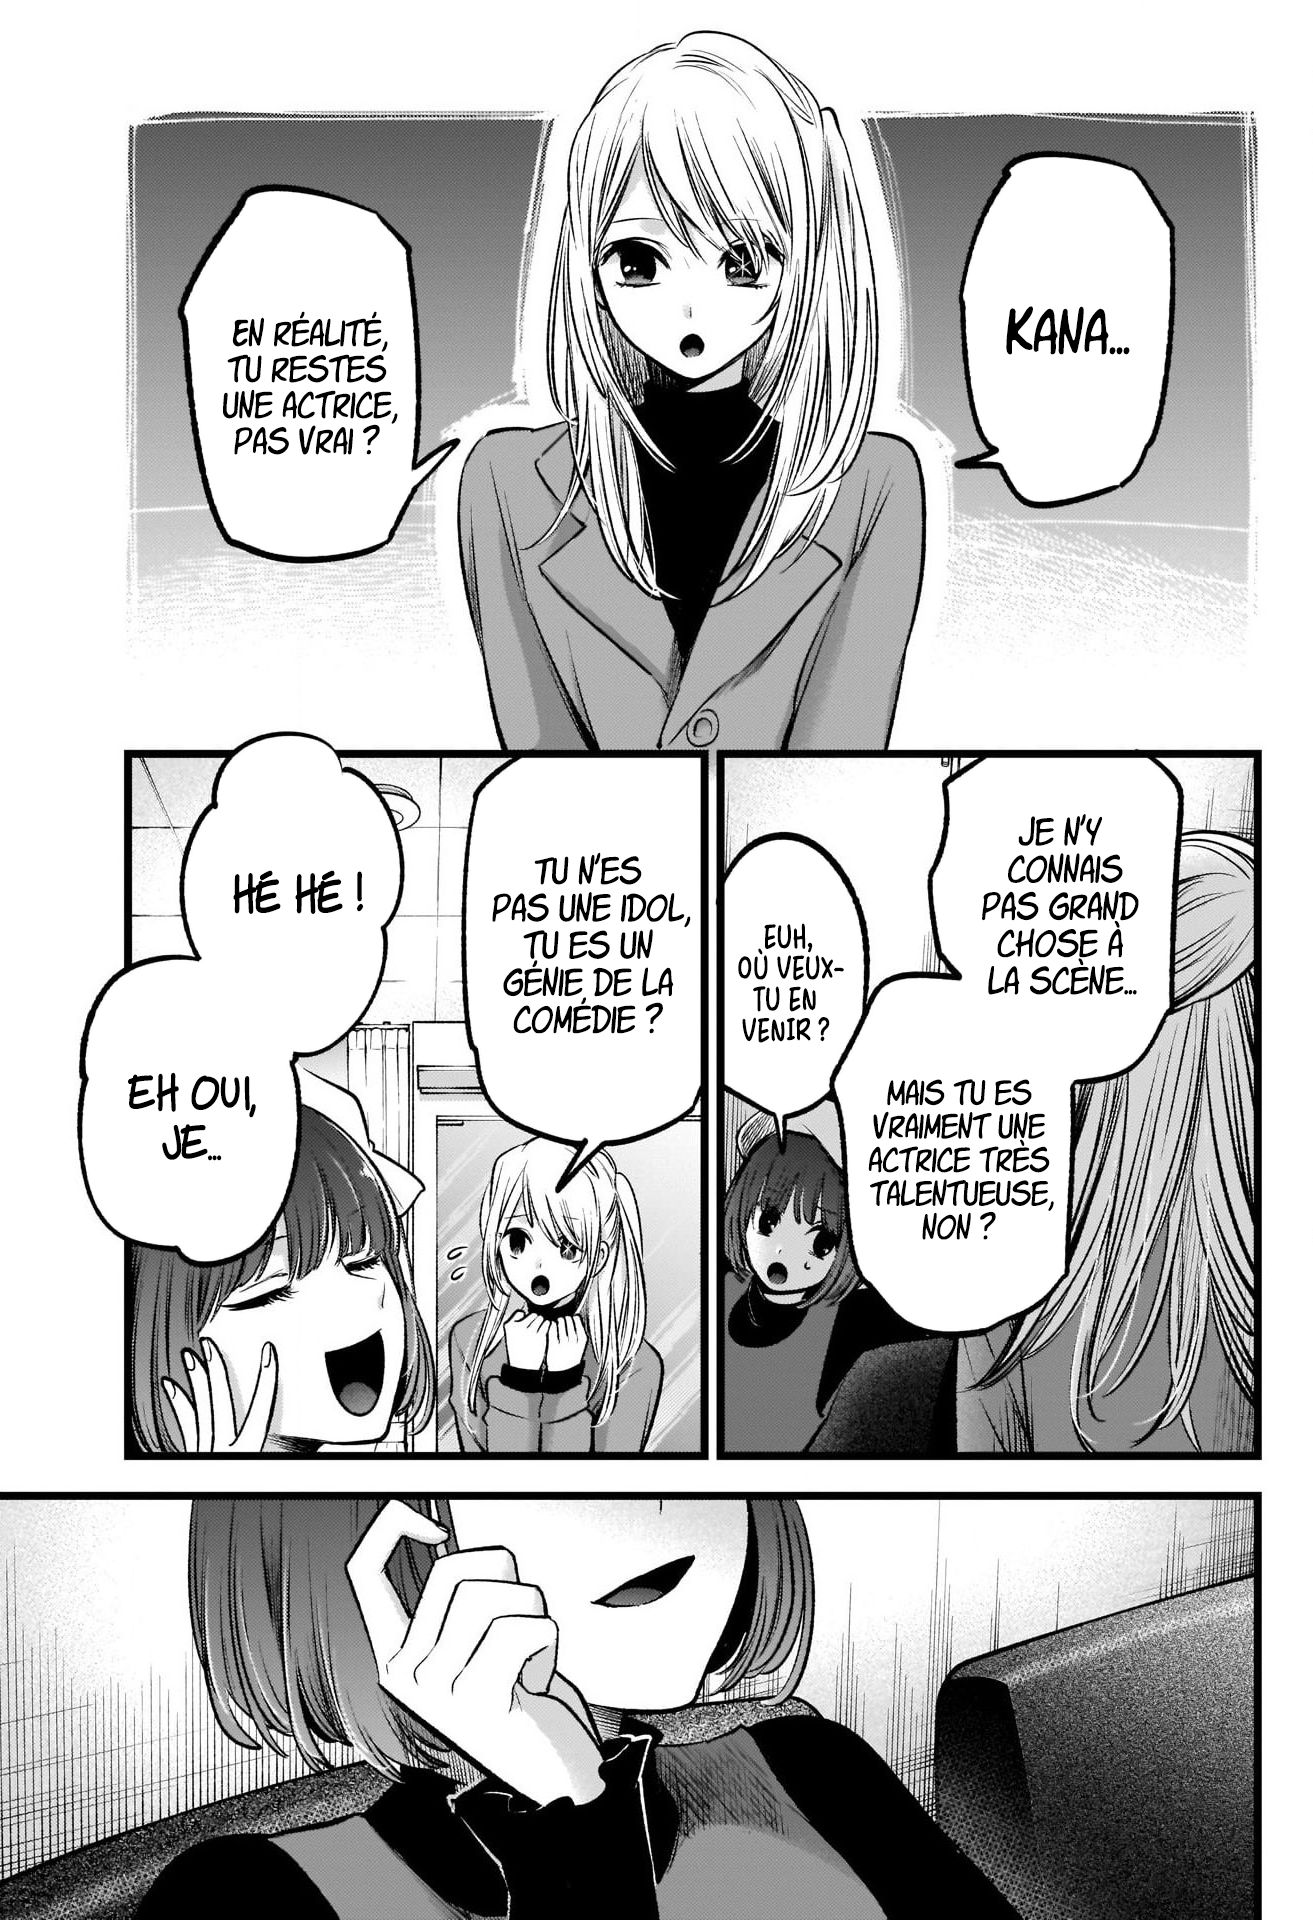 KANA...
EN RÉALITÉ,
TU RESTES
UNE ACTRICE,
PAS VRAI ?
JE N'Y
CONNAIS
PAS GRAND
CHOSE À
LA SCÈNE...
MAIS TU ES
VRAIMENT UNE
ACTRICE TRÈS
TALENTUEUSE,
NON ?
EUH,
OÙ VEUX-
TU EN
VENIR ?
TU N'ES
PAS UNE IDOL,
TU ES UN
GÉNIE DE LA
COMÉDIE ?
HÉ HÉ !
EH OUI,
JE...